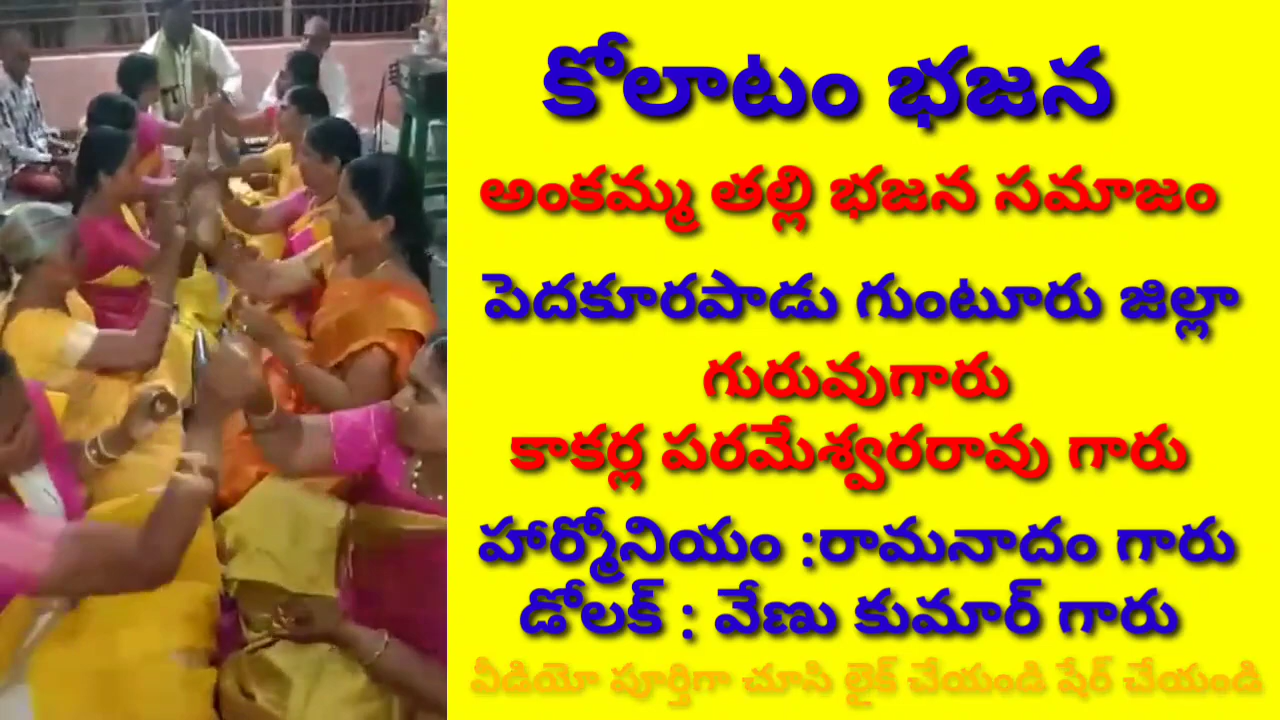 కోలాటం భజన
అంకమ్మ తల్లి భజన సమాజం
పెదకూరపాడు గుంటూరు జిల్లా
గురువుగారు
కాకర్ల పరమేశ్వరరావు గారు
హార్మోనియం :రామనాదం గారు
డోలక్ : వేణు కుమార్ గారు
వీడియో పూర్తిగా చూసి లైక్ చేయండి షేర్ చేయండి